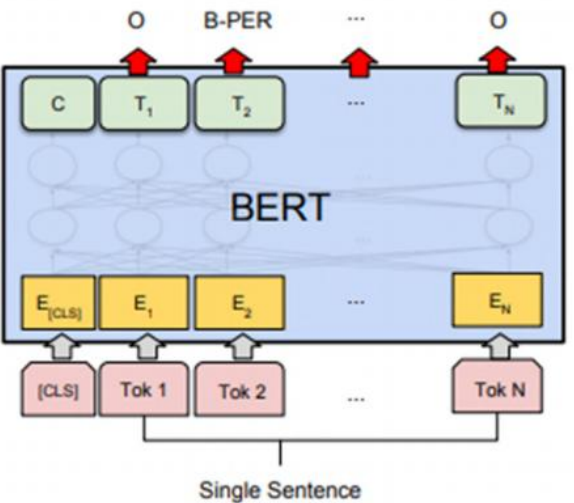 O B-PER ... O
C T1 T2 ... TN
BERT
E[CLS] E1 E2 ... EN
[CLS] Tok 1 Tok 2 ... Tok N
Single Sentence